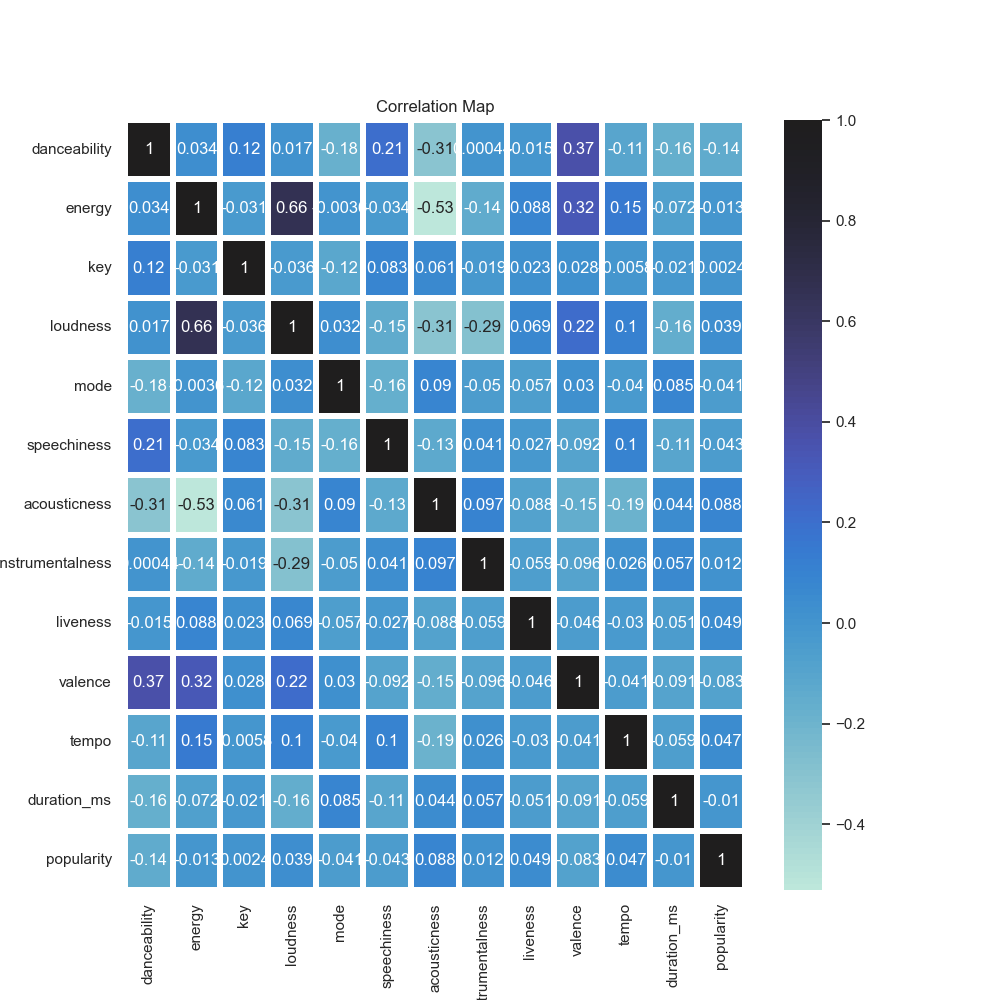 Correlation Map
danceability 1 0.034 0.12 0.017 -0.18 0.21 -0.31 -0.015 0.37 -0.11 -0.16 -0.14
energy 0.034 1 -0.031 0.66 -0.034 -0.53 -0.14 0.088 0.32 0.15 -0.072 -0.013
key 0.12 -0.031 1 -0.036 -0.12 0.083 0.061 -0.019 0.023 0.028 -0.021 0.0024
loudness 0.017 0.66 -0.036 1 0.032 -0.15 -0.31 -0.29 0.069 0.22 0.1 -0.16 0.039
mode -0.18 -0.12 0.032 1 -0.16 0.09 -0.05 -0.057 0.03 -0.04 0.085 -0.041
speechiness 0.21 -0.034 0.083 -0.15 -0.16 1 -0.13 0.041 -0.027 -0.092 0.1 -0.11 -0.043
acousticness -0.31 -0.53 0.061 -0.31 0.09 -0.13 1 0.097 -0.088 -0.15 -0.19 0.044 0.088
nstrumentalness -0.14 -0.019 -0.29 -0.05 0.041 0.097 1 -0.059 -0.096 0.026 0.057 0.012
liveness -0.015 0.088 0.023 0.069 -0.057 -0.027 -0.088 -0.059 1 -0.046 -0.03 -0.051 0.049
valence 0.37 0.32 0.028 0.22 0.03 -0.092 -0.15 -0.096 -0.046 1 -0.041 -0.091 -0.083
tempo -0.11 0.15 0.1 -0.04 0.1 -0.19 0.026 -0.03 -0.041 1 -0.059 0.047
duration_ms -0.16 -0.072 -0.021 -0.16 0.085 -0.11 0.044 0.057 -0.051 -0.091 -0.059 1 -0.01
popularity -0.14 -0.013 0.0024 0.039 -0.041 -0.043 0.088 0.012 0.049 -0.083 0.047 -0.01 1
danceability
energy
key
loudness
mode
speechiness
acousticness
trumentalness
liveness
valence
tempo
duration_ms
popularity
1.0
0.8
0.6
0.4
0.2
0.0
−0.2
−0.4